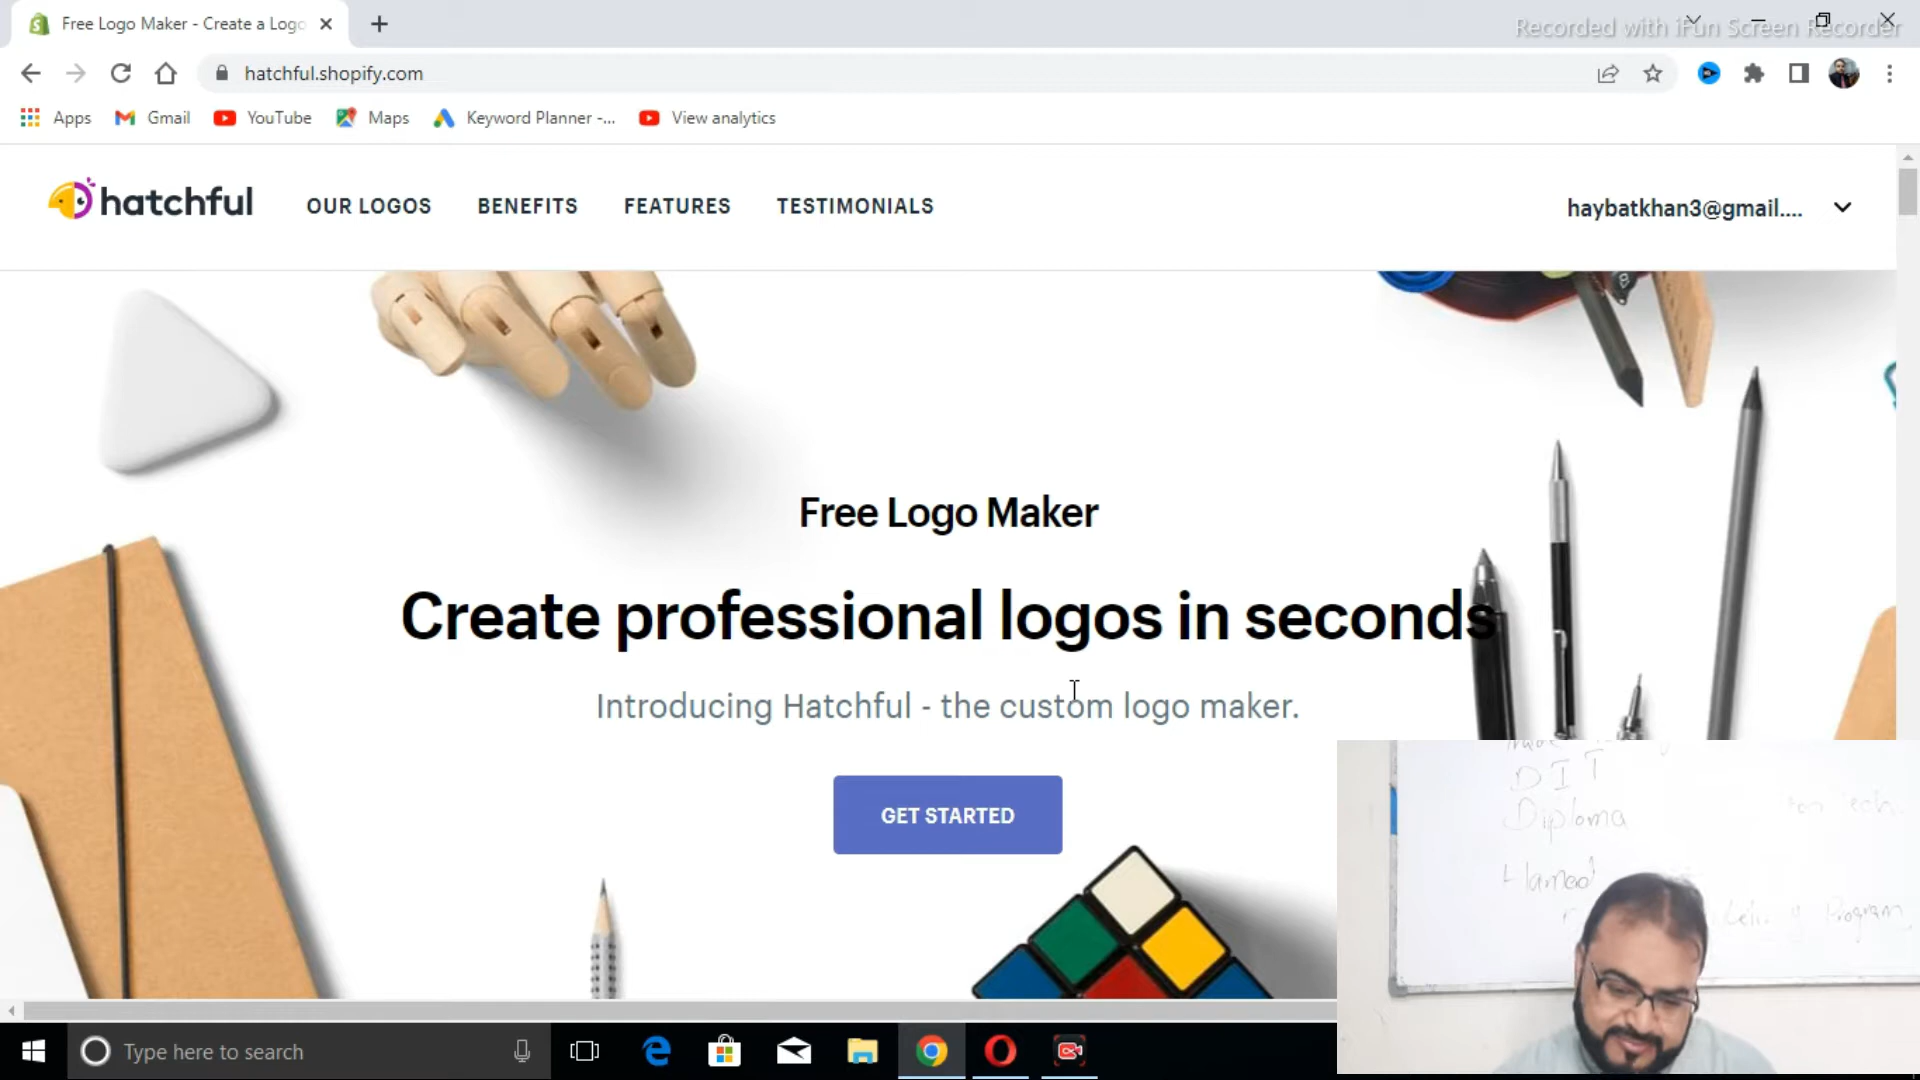 Free Logo Maker - Create a Logo
Recorded with iFun Screen Recorder
hatchful.shopify.com
Apps
Gmail
YouTube
Maps
Keyword Planner -...
View analytics
hatchful
OUR LOGOS
BENEFITS
FEATURES
TESTIMONIALS
haybatkhan3@gmail....
Free Logo Maker
Create professional logos in seconds
Introducing Hatchful - the custom logo maker.
GET STARTED
DIT
Diploma
Tech.
Program
Type here to search